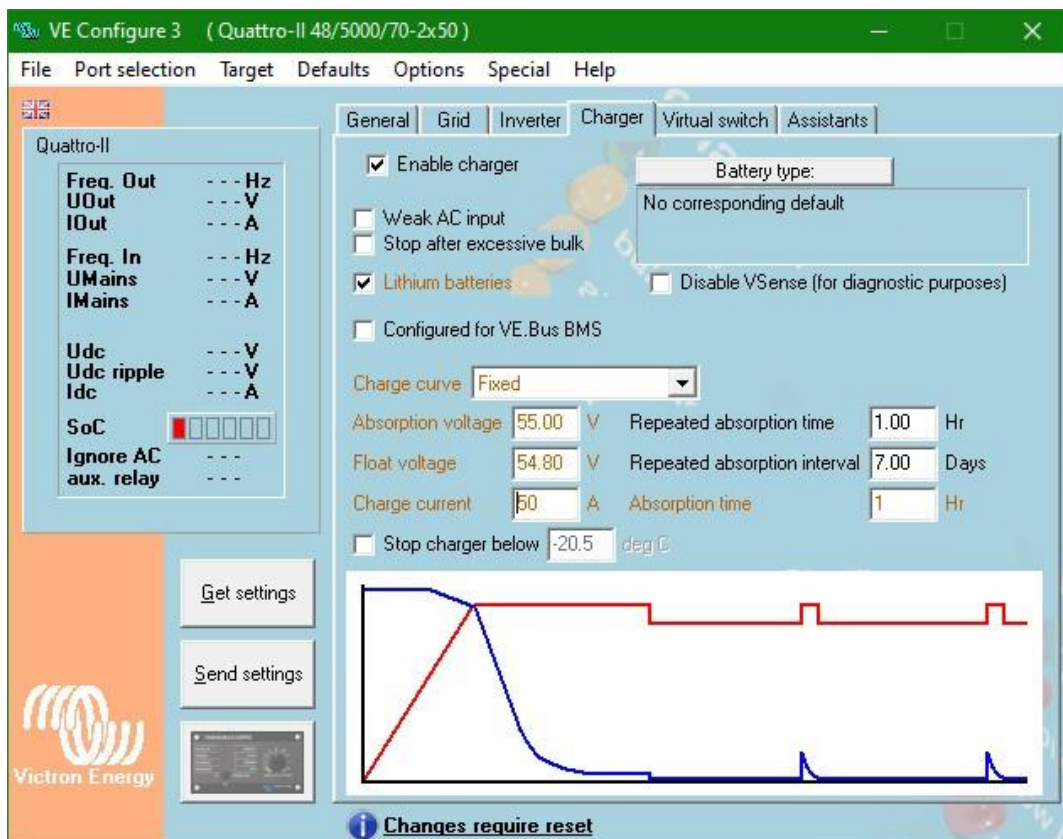 VE Configure 3 ( Quattro-II 48/5000/70-2x50 )
File Port selection Target Defaults Options Special Help
Quattro-II
Freq. Out - - - Hz
UOut - - - V
IOut - - - A
Freq. In - - - Hz
UMains - - - V
IMains - - - A
Udc - - - V
Udc ripple - - - V
Idc - - - A
SoC
Ignore AC - - -
aux. relay - - -
Get settings
Send settings
Victron Energy
General Grid Inverter Charger Virtual switch Assistants
Enable charger
Battery type:
No corresponding default
Weak AC input
Stop after excessive bulk
Lithium batteries
Disable VSense (for diagnostic purposes)
Configured for VE.Bus BMS
Charge curve Fixed
Absorption voltage 55.00 V Repeated absorption time 1.00 Hr
Float voltage 54.80 V Repeated absorption interval 7.00 Days
Charge current 50 A Absorption time 1 Hr
Stop charger below -20.5 deg C
Changes require reset